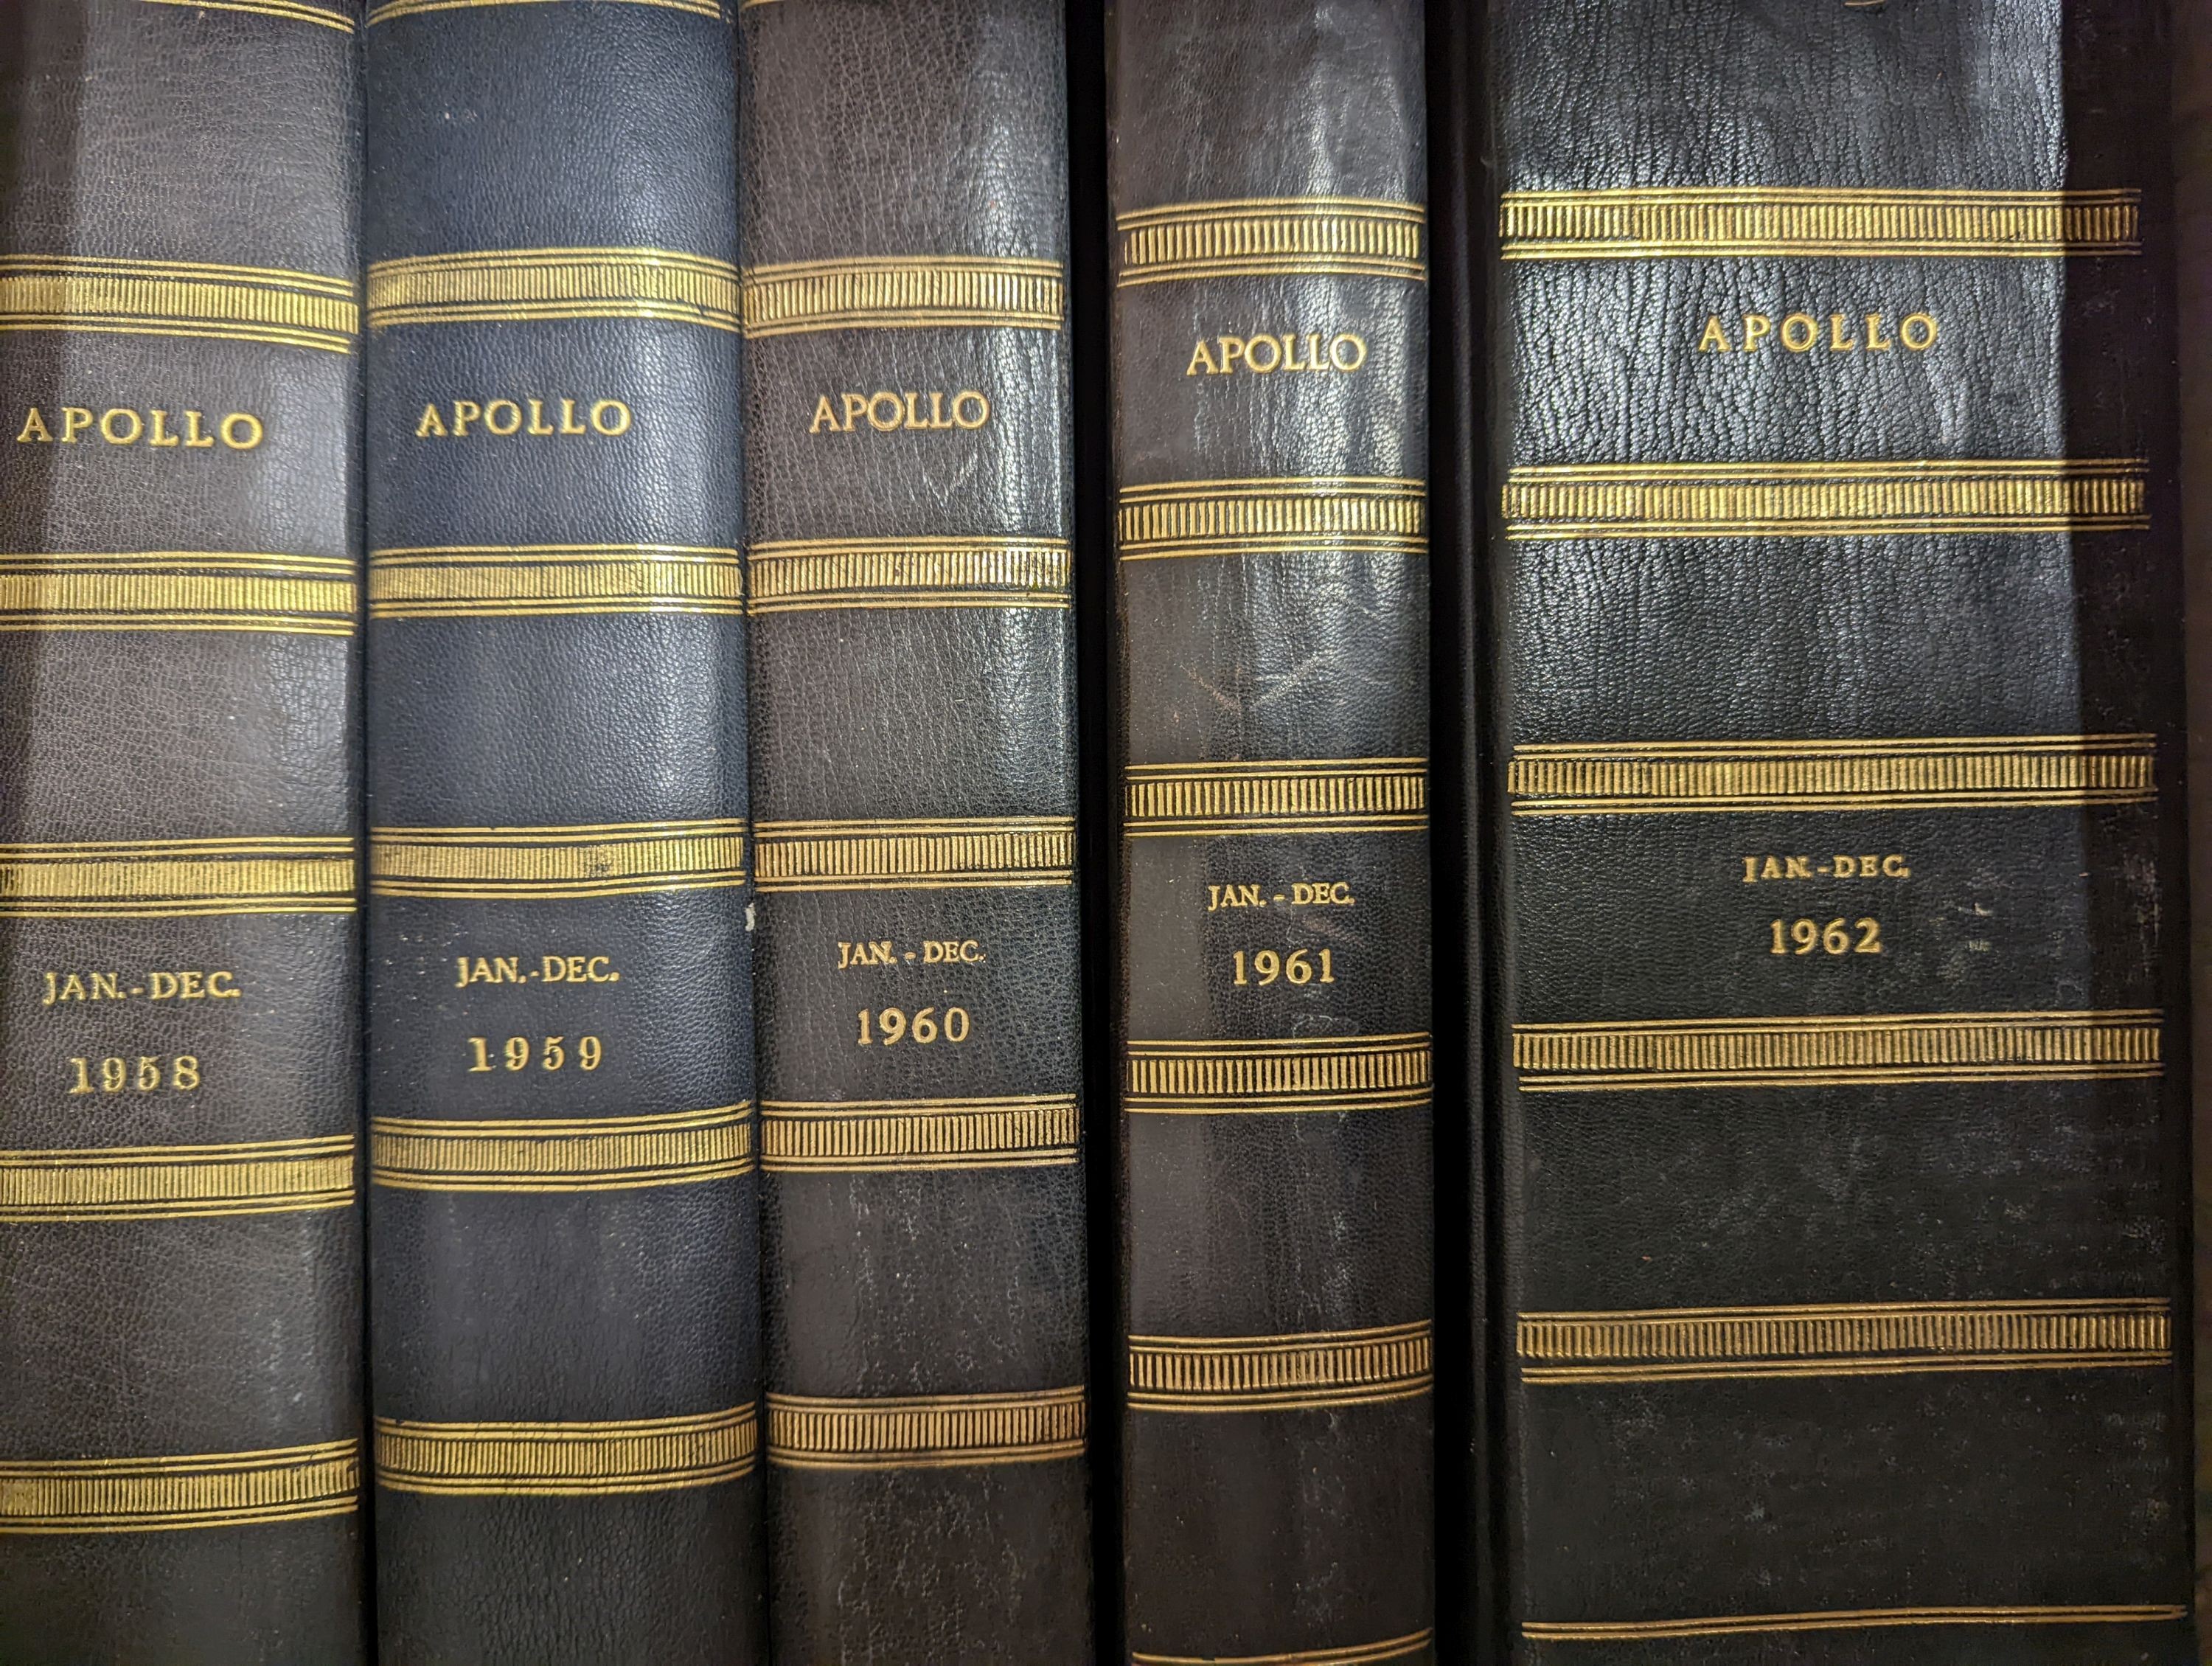 APOLLO
JAN.-DEC.
1958
APOLLO
JAN.-DEC.
1959
APOLLO
JAN. - DEC.
1960
APOLLO
JAN. - DEC.
1961
APOLLO
JAN.-DEC.
1962